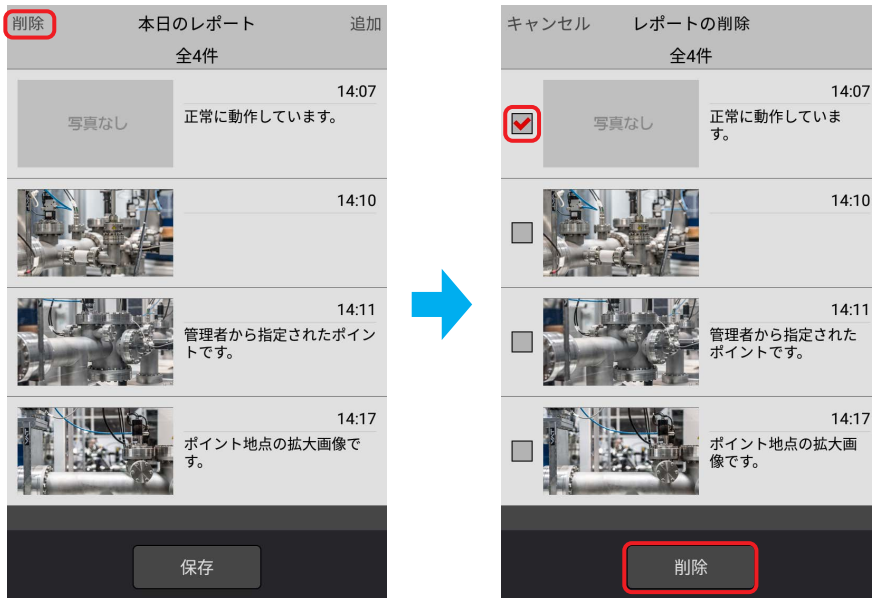 削除
本日のレポート
追加
全4件
14:07
写真なし
正常に動作しています。
14:10
14:11
管理者から指定されたポイン
トです。
14:17
ポイント地点の拡大画像で
す。
保存
キャンセル
レポートの削除
全4件
14:07
写真なし
正常に動作していま
す。
14:10
14:11
管理者から指定された
ポイントです。
14:17
ポイント地点の拡大画
像です。
削除